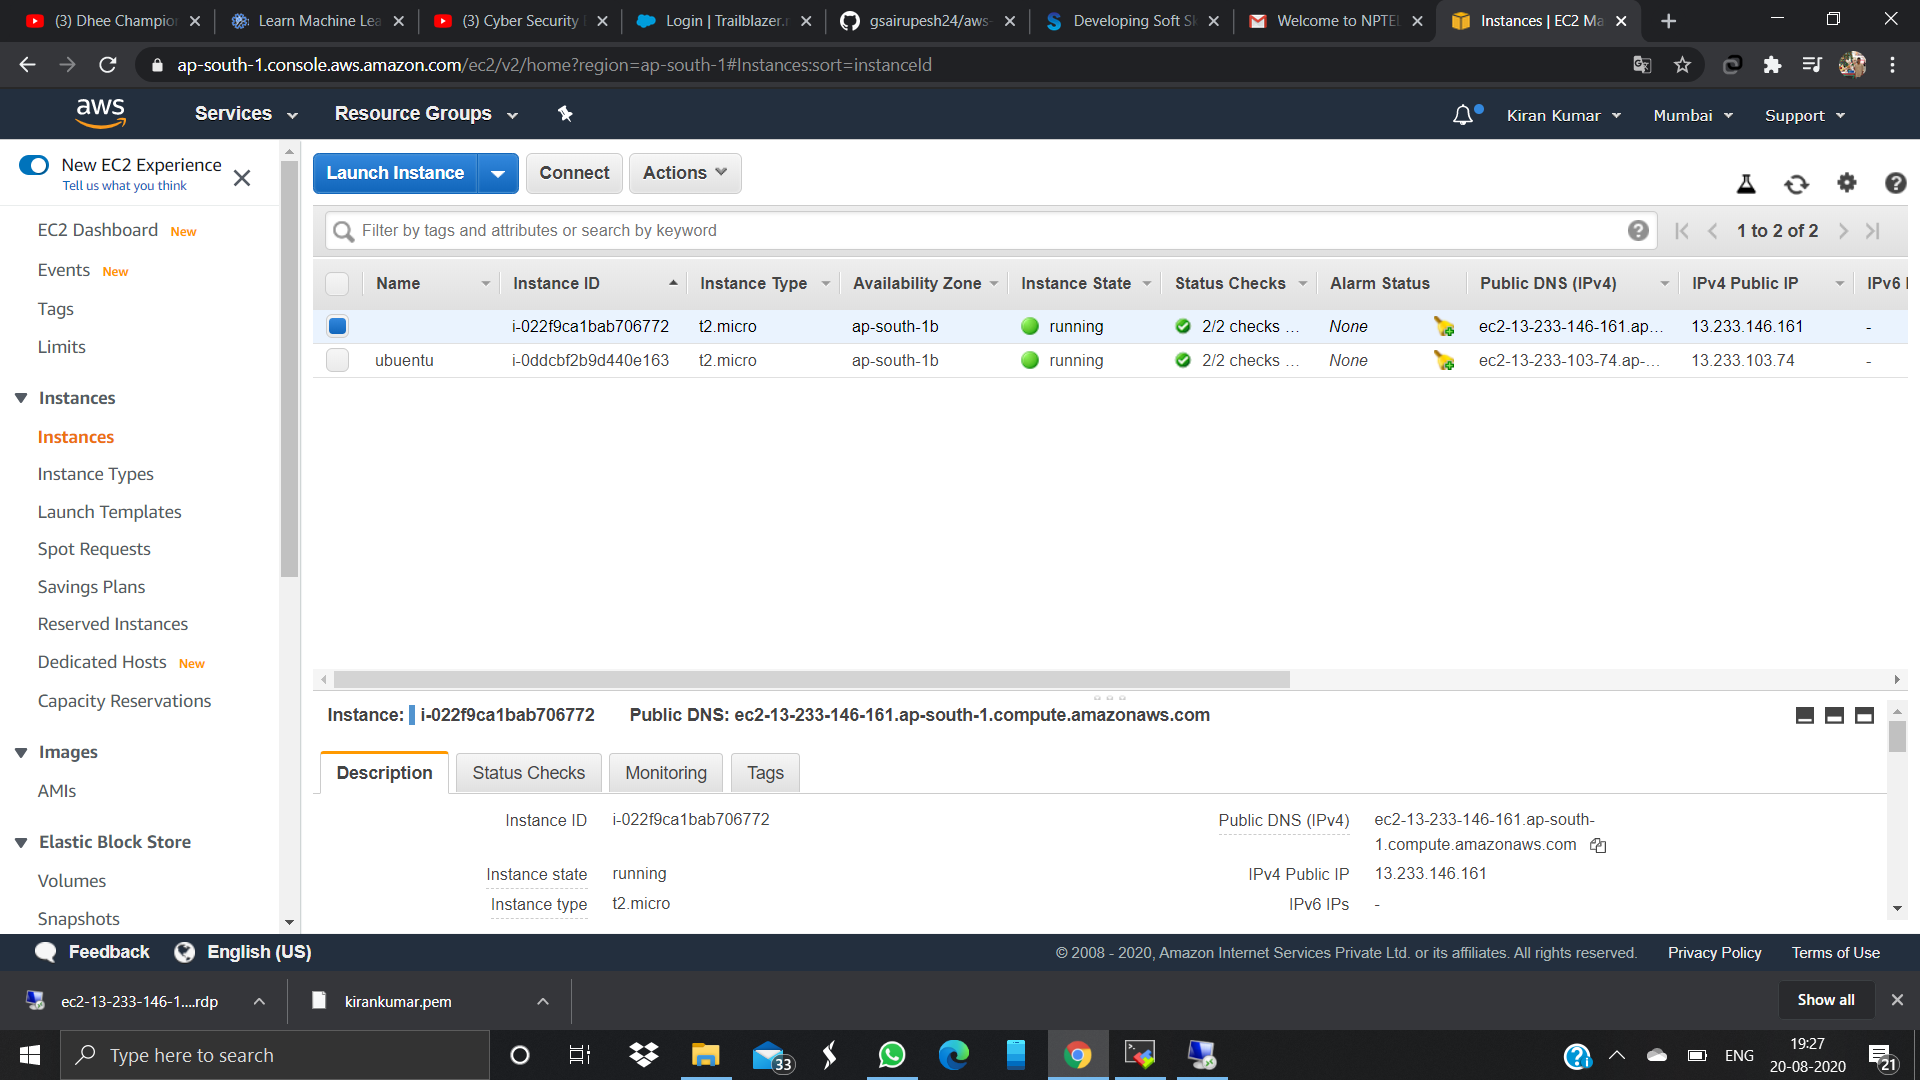 (3) Dhee Champion
Learn Machine Lea
(3) Cyber Security
Login | Trailblazer.
gsairupesh24/aws-
Developing Soft Sk
Welcome to NPTEL
Instances | EC2 Ma
ap-south-1.console.aws.amazon.com/ec2/v2/home?region=ap-south-1#Instances:sort=instanceId
aws
Services
Resource Groups
Kiran Kumar
Mumbai
Support
New EC2 Experience
Tell us what you think
EC2 Dashboard New
Events New
Tags
Limits
Instances
Instances
Instance Types
Launch Templates
Spot Requests
Savings Plans
Reserved Instances
Dedicated Hosts New
Capacity Reservations
Images
AMIs
Elastic Block Store
Volumes
Snapshots
Launch Instance
Connect
Actions
Filter by tags and attributes or search by keyword
1 to 2 of 2
Name Instance ID Instance Type Availability Zone Instance State Status Checks Alarm Status Public DNS (IPv4) IPv4 Public IP IPv6 I
i-022f9ca1bab706772 t2.micro ap-south-1b running 2/2 checks ... None ec2-13-233-146-161.ap... 13.233.146.161 -
ubuentu i-0ddcbf2b9d440e163 t2.micro ap-south-1b running 2/2 checks ... None ec2-13-233-103-74.ap-... 13.233.103.74 -
Instance: i-022f9ca1bab706772 Public DNS: ec2-13-233-146-161.ap-south-1.compute.amazonaws.com
Description
Status Checks
Monitoring
Tags
Instance ID i-022f9ca1bab706772
Instance state running
Instance type t2.micro
Public DNS (IPv4) ec2-13-233-146-161.ap-south-
1.compute.amazonaws.com
IPv4 Public IP 13.233.146.161
IPv6 IPs -
Feedback
English (US)
© 2008 - 2020, Amazon Internet Services Private Ltd. or its affiliates. All rights reserved.
Privacy Policy
Terms of Use
ec2-13-233-146-1....rdp
kirankumar.pem
Show all
Type here to search
33
ENG
19:27
20-08-2020
21